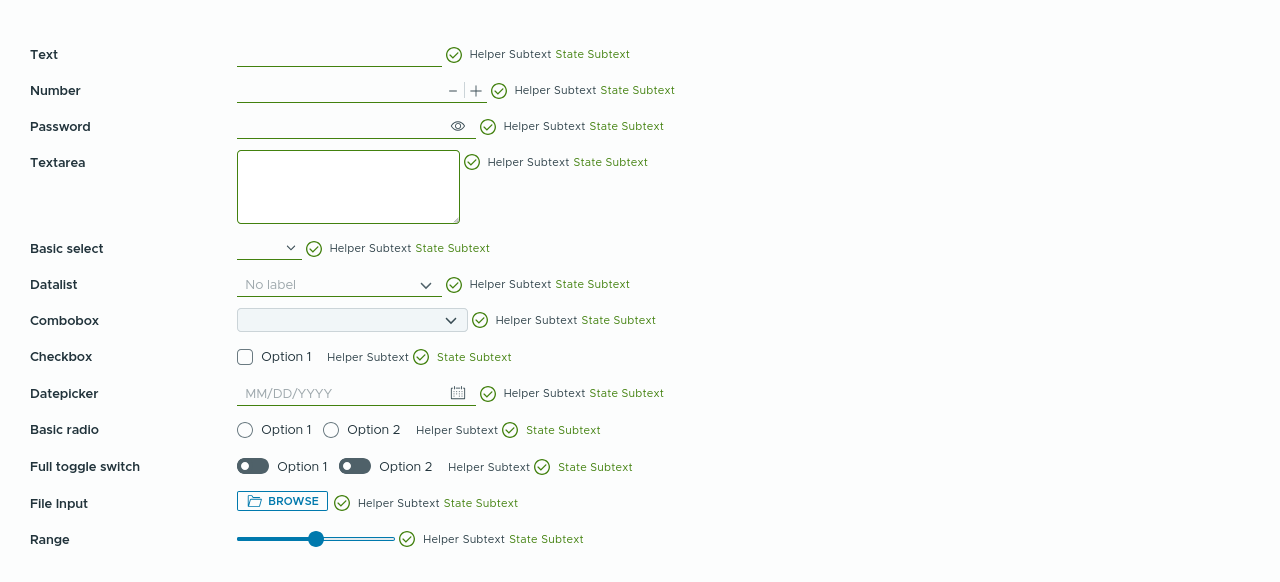 Text Helper Subtext State Subtext
Number Helper Subtext State Subtext
Password Helper Subtext State Subtext
Textarea Helper Subtext State Subtext
Basic select Helper Subtext State Subtext
Datalist No label Helper Subtext State Subtext
Combobox Helper Subtext State Subtext
Checkbox Option 1 Helper Subtext State Subtext
Datepicker MM/DD/YYYY Helper Subtext State Subtext
Basic radio Option 1 Option 2 Helper Subtext State Subtext
Full toggle switch Option 1 Option 2 Helper Subtext State Subtext
File Input BROWSE Helper Subtext State Subtext
Range Helper Subtext State Subtext